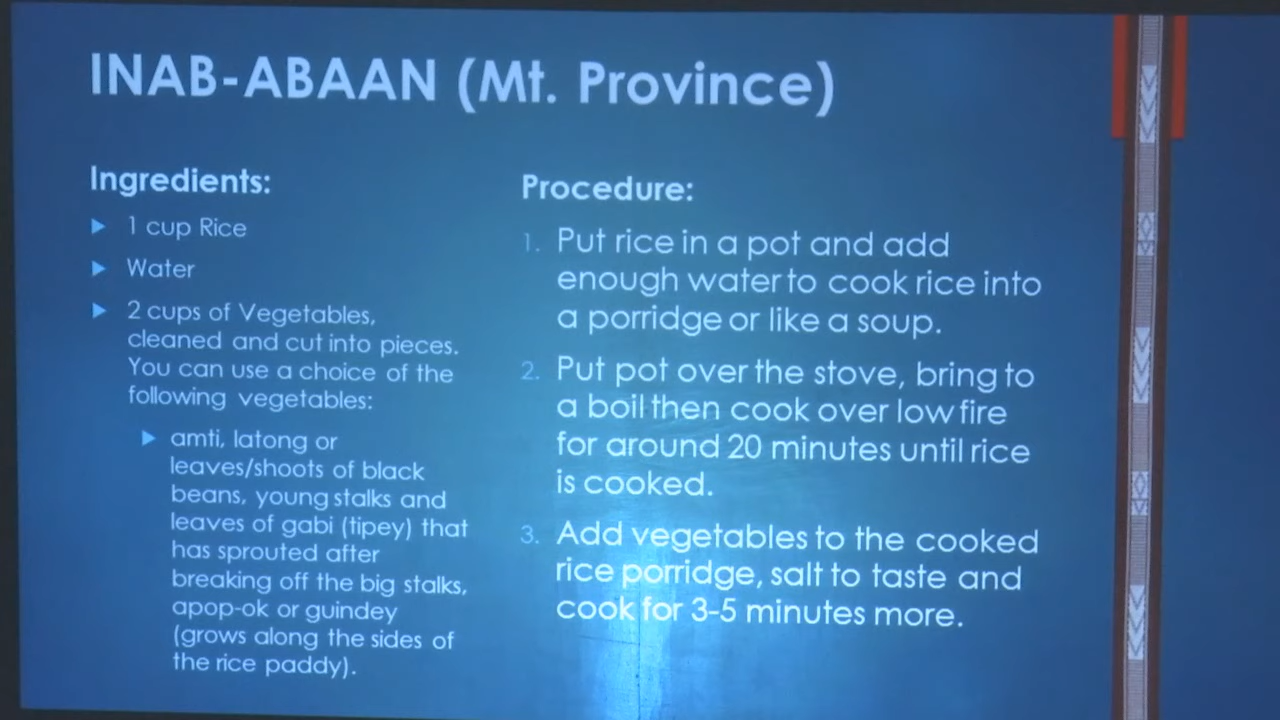 INAB-ABAAN (Mt. Province)
Ingredients:
1 cup Rice
Water
2 cups of Vegetables,
cleaned and cut into pieces.
You can use a choice of the
following vegetables:
amti, latong or
leaves/shoots of black
beans, young stalks and
leaves of gabi (tipey) that
has sprouted after
breaking off the big stalks,
apop-ok or guindey
(grows along the sides of
the rice paddy).
Procedure:
1. Put rice in a pot and add
enough water to cook rice into
a porridge or like a soup.
2. Put pot over the stove, bring to
a boil then cook over low fire
for around 20 minutes until rice
is cooked.
3. Add vegetables to the cooked
rice porridge, salt to taste and
cook for 3-5 minutes more.